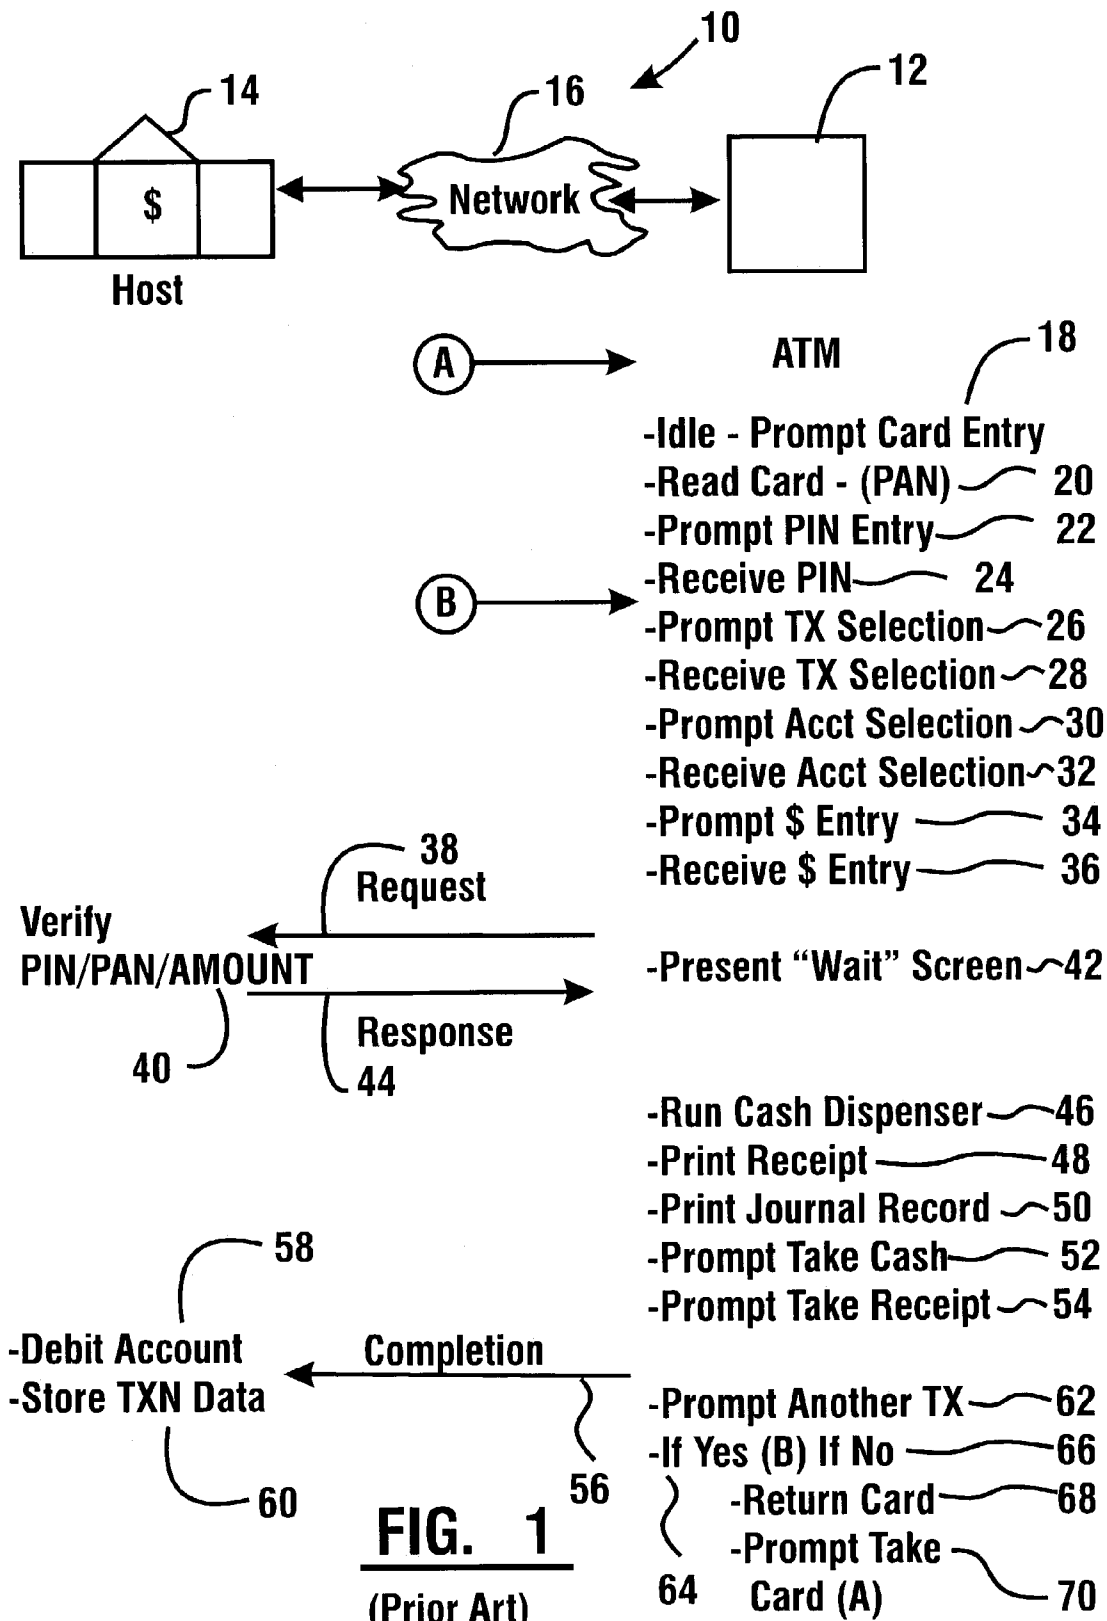 10
14
16
12
$
Network
Host
A
ATM
18
-Idle - Prompt Card Entry
-Read Card - (PAN) 20
-Prompt PIN Entry 22
-Receive PIN 24
B
-Prompt TX Selection 26
-Receive TX Selection 28
-Prompt Acct Selection 30
-Receive Acct Selection 32
-Prompt $ Entry 34
-Receive $ Entry 36
38
Request
Verify
PIN/PAN/AMOUNT
-Present “Wait” Screen 42
Response
40
44
-Run Cash Dispenser 46
-Print Receipt 48
-Print Journal Record 50
-Prompt Take Cash 52
-Prompt Take Receipt 54
58
-Debit Account
-Store TXN Data
Completion
-Prompt Another TX 62
-If Yes (B) If No 66
56
60
-Return Card 68
-Prompt Take
Card (A) 70
64
FIG. 1
(Prior Art)